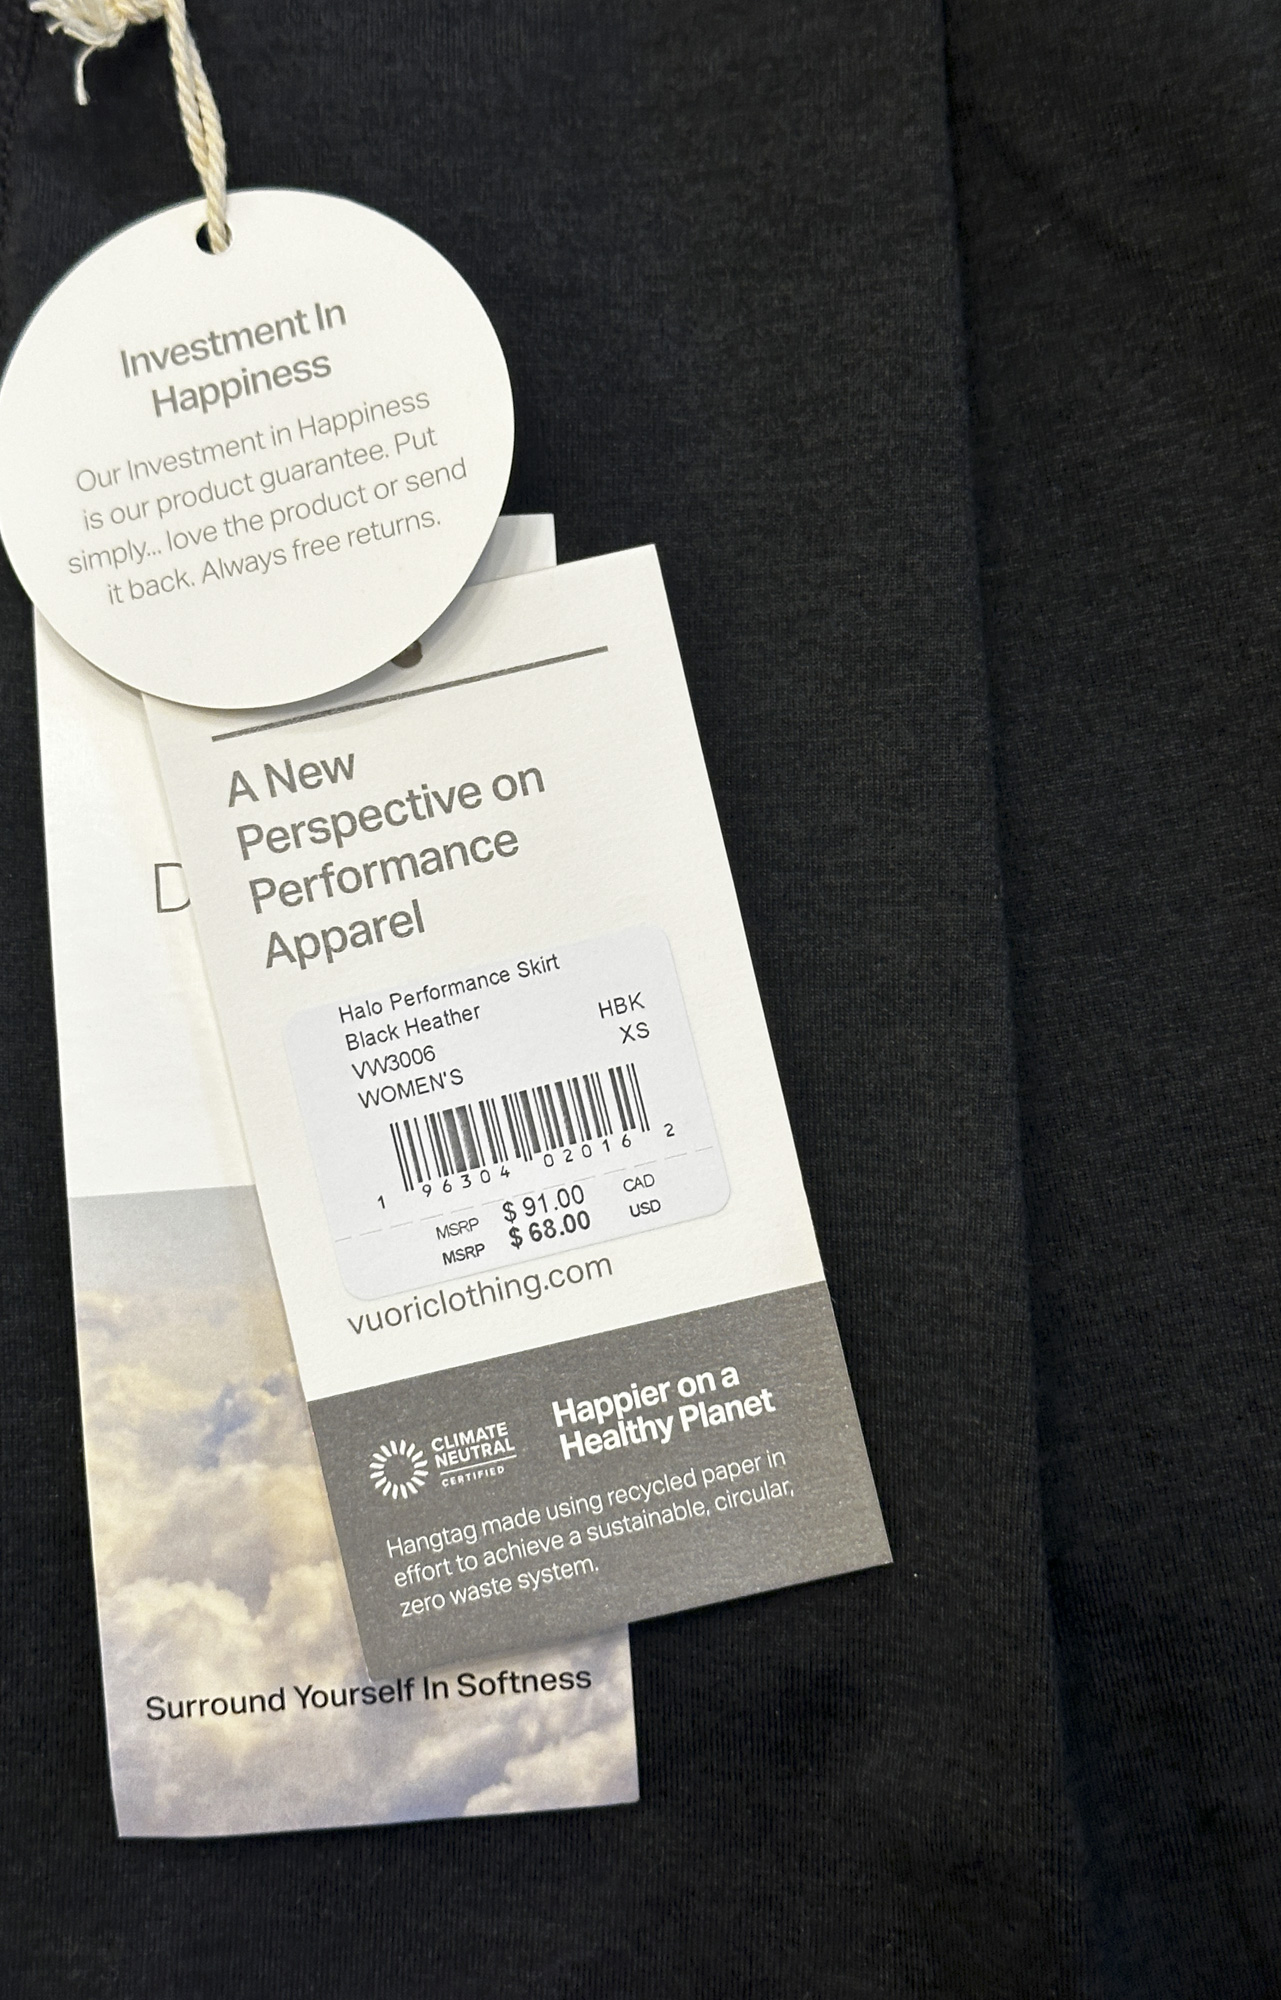 Investment In
Happiness
Our Investment in Happiness
is our product guarantee. Put
simply... love the product or send
it back. Always free returns.
A New
Perspective on
Performance
Apparel
Halo Performance Skirt
Black Heather HBK
VW3006 XS
WOMEN'S
1 96304 02016 2
MSRP $ 91.00 CAD
MSRP $ 68.00 USD
vuoriclothing.com
CLIMATE
NEUTRAL
CERTIFIED
Happier on a
Healthy Planet
Hangtag made using recycled paper in
effort to achieve a sustainable, circular,
zero waste system.
Surround Yourself In Softness